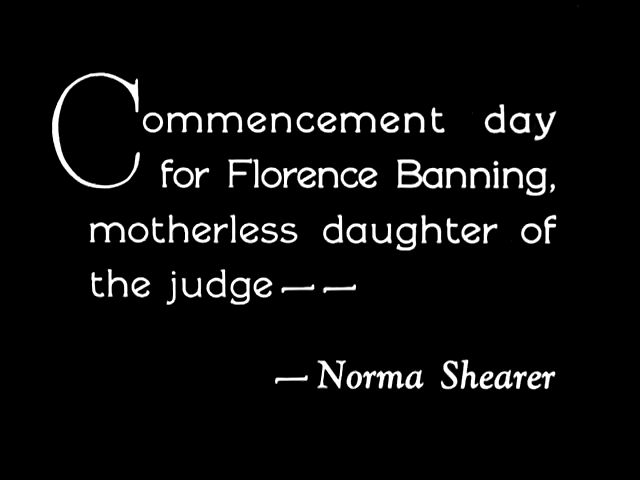 Commencement day
for Florence Banning,
motherless daughter of
the judge — —
— Norma Shearer